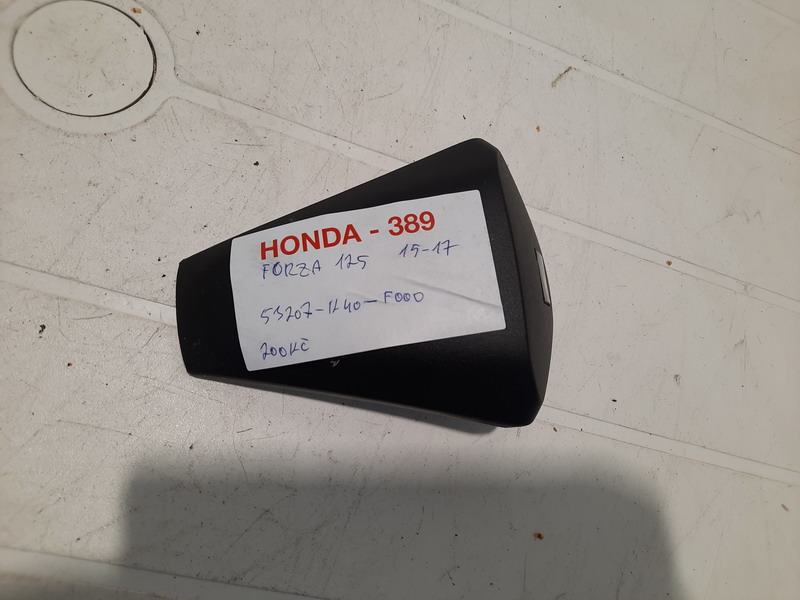 HONDA - 389
FORZA 125 15-17
53207-K40-F000
200KČ